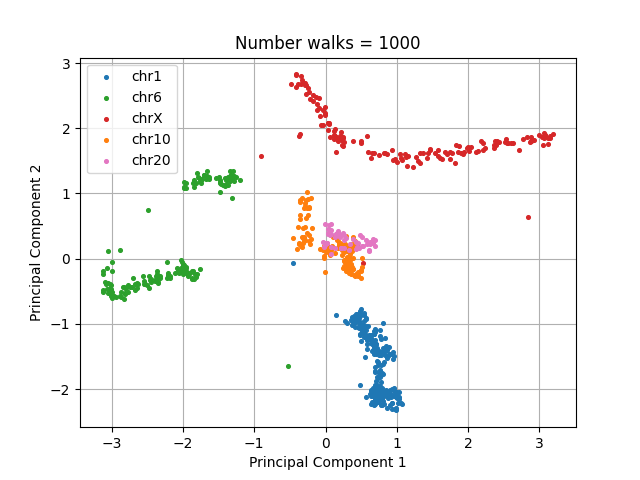 Number walks = 1000
chr1
chr6
chrX
chr10
chr20
3
2
1
0
−1
−2
Principal Component 2
−3
−2
−1
0
1
2
3
Principal Component 1